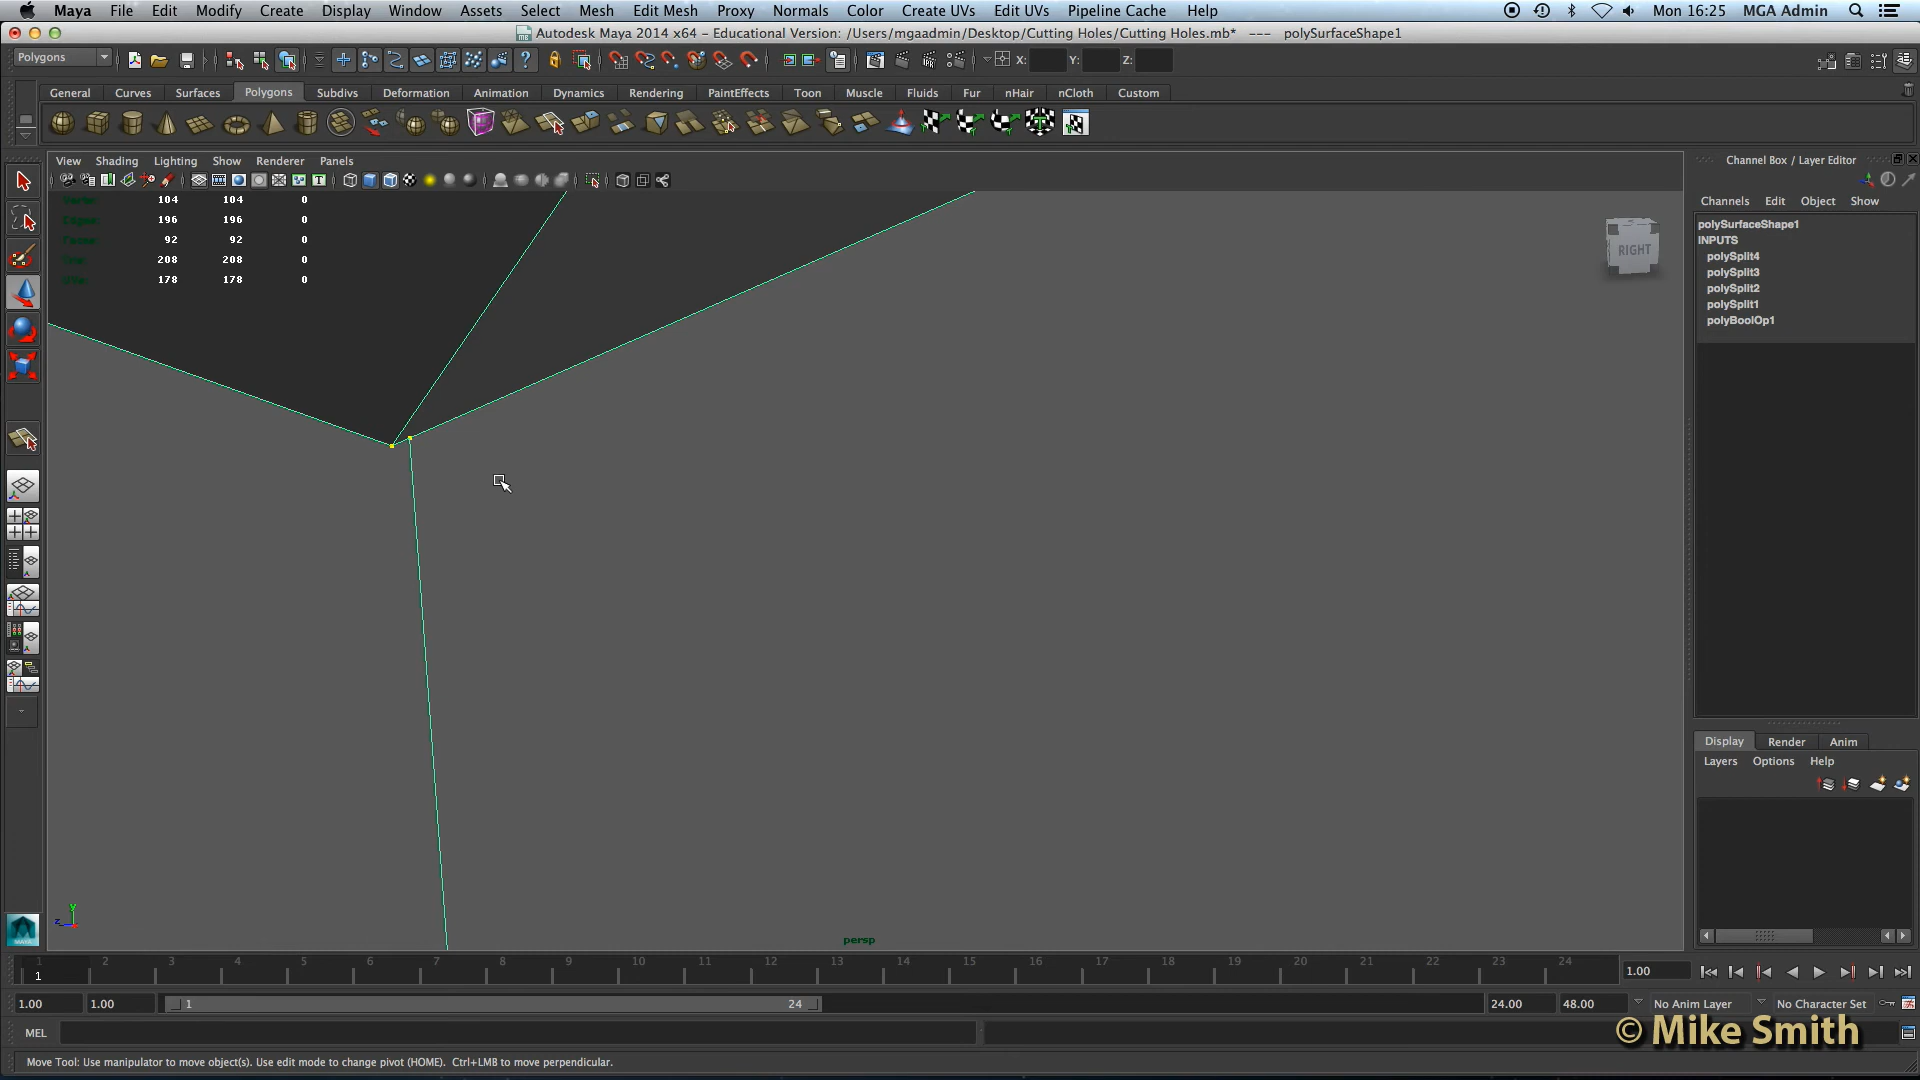 Maya File Edit Modify Create Display Window Assets Select Mesh Edit Mesh Proxy Normals Color Create UVs Edit UVs Pipeline Cache Help Mon 16:25 MGA Admin
Autodesk Maya 2014 x64 – Educational Version: /Users/mgaadmin/Desktop/Cutting Holes/Cutting Holes.mb* --- polySurfaceShape1
Polygons X: Y: Z:
General Curves Surfaces Polygons Subdivs Deformation Animation Dynamics Rendering PaintEffects Toon Muscle Fluids Fur nHair nCloth Custom
View Shading Lighting Show Renderer Panels
Channel Box / Layer Editor
Channels Edit Object Show
Verts: 104 104 0
Edges: 196 196 0
Faces: 92 92 0
Tris: 208 208 0
UVs: 178 178 0
RIGHT
polySurfaceShape1
INPUTS
polySplit4
polySplit3
polySplit2
polySplit1
polyBoolOp1
Display Render Anim
Layers Options Help
y
z
MAYA
persp
1 2 3 4 5 6 7 8 9 10 11 12 13 14 15 16 17 18 19 20 21 22 23 24
1 1.00
1.00 1.00 1 24 24.00 48.00 No Anim Layer No Character Set
MEL
© Mike Smith
Move Tool: Use manipulator to move object(s). Use edit mode to change pivot (HOME). Ctrl+LMB to move perpendicular.